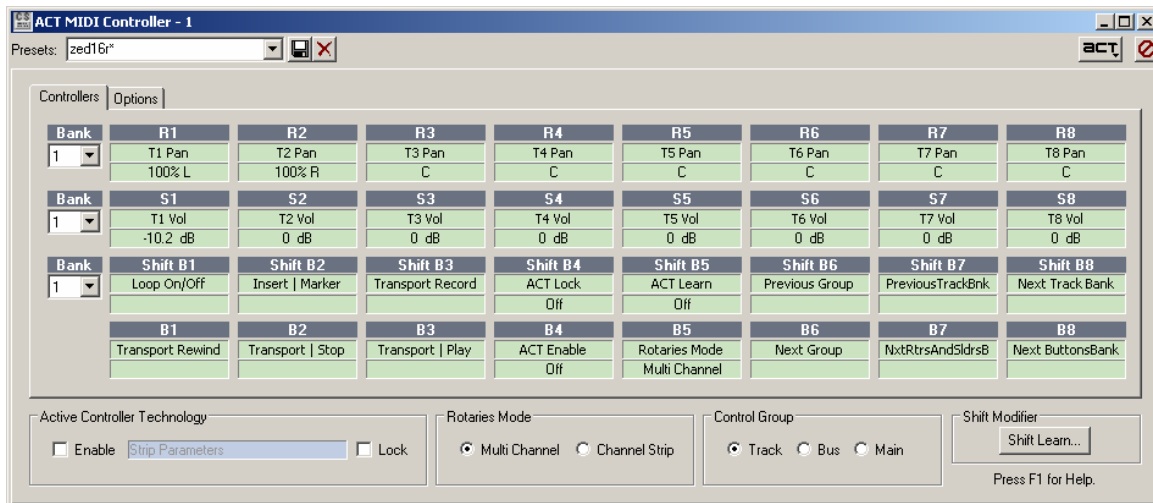 ACT MIDI Controller - 1
Presets: zed16r* act
Controllers Options
Bank R1 R2 R3 R4 R5 R6 R7 R8
1 T1 Pan T2 Pan T3 Pan T4 Pan T5 Pan T6 Pan T7 Pan T8 Pan
100% L 100% R C C C C C C
Bank S1 S2 S3 S4 S5 S6 S7 S8
1 T1 Vol T2 Vol T3 Vol T4 Vol T5 Vol T6 Vol T7 Vol T8 Vol
-10.2 dB 0 dB 0 dB 0 dB 0 dB 0 dB 0 dB 0 dB
Bank Shift B1 Shift B2 Shift B3 Shift B4 Shift B5 Shift B6 Shift B7 Shift B8
1 Loop On/Off Insert | Marker Transport Record ACT Lock ACT Learn Previous Group PreviousTrackBnk Next Track Bank
Off Off
B1 B2 B3 B4 B5 B6 B7 B8
Transport Rewind Transport | Stop Transport | Play ACT Enable Rotaries Mode Next Group NxtRtrsAndSldrsB Next ButtonsBank
Off Multi Channel
Active Controller Technology Rotaries Mode Control Group Shift Modifier
Enable Strip Parameters Lock Multi Channel Channel Strip Track Bus Main Shift Learn...
Press F1 for Help.